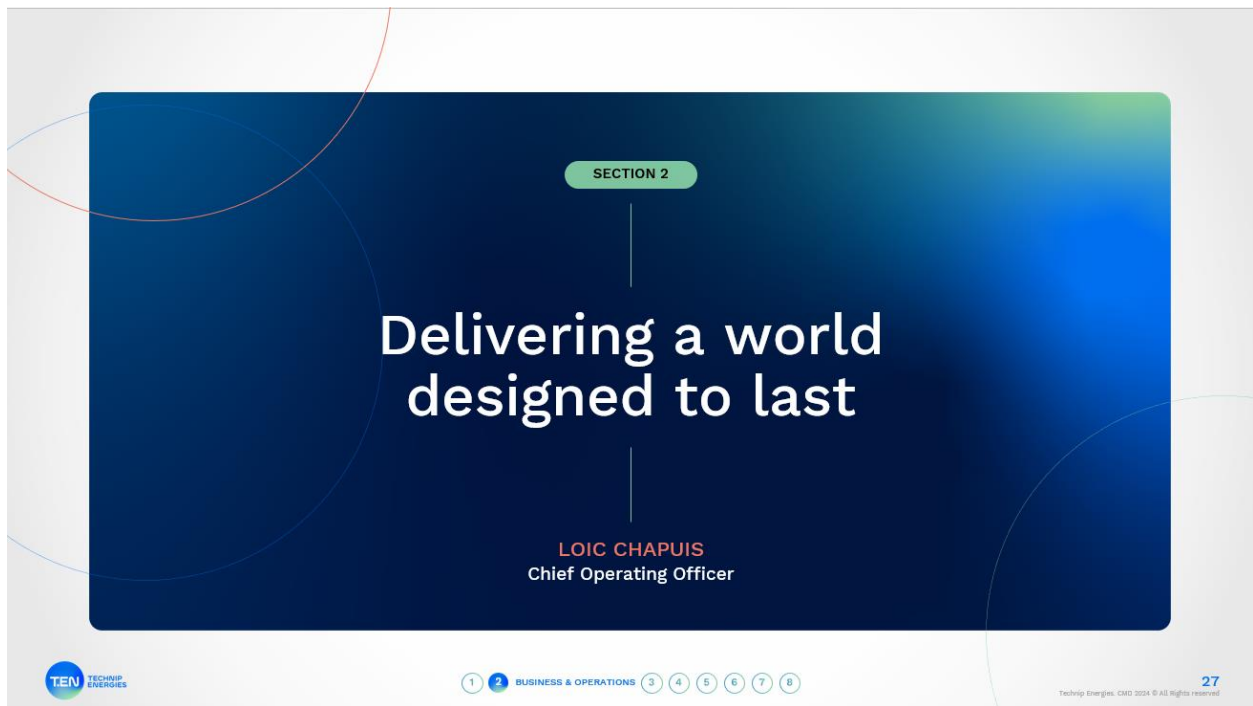 SECTION 2
Delivering a world
designed to last
LOIC CHAPUIS
Chief Operating Officer
T.EN TECHNIP
ENERGIES
1 2 BUSINESS & OPERATIONS 3 4 5 6 7 8
27
Technip Energies. CMD 2024 © All Rights reserved